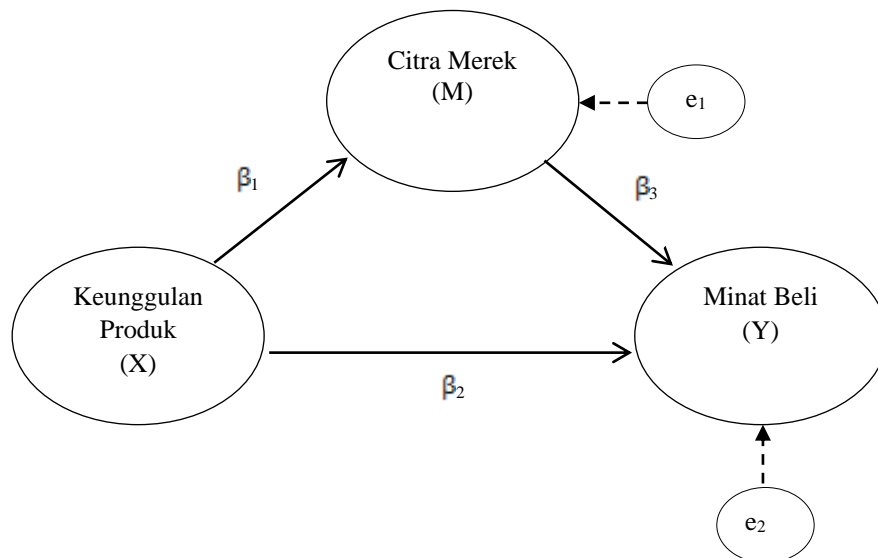 Citra Merek
(M)
e₁
β₁
β₃
Keunggulan
Produk
(X)
Minat Beli
(Y)
β₂
e₂